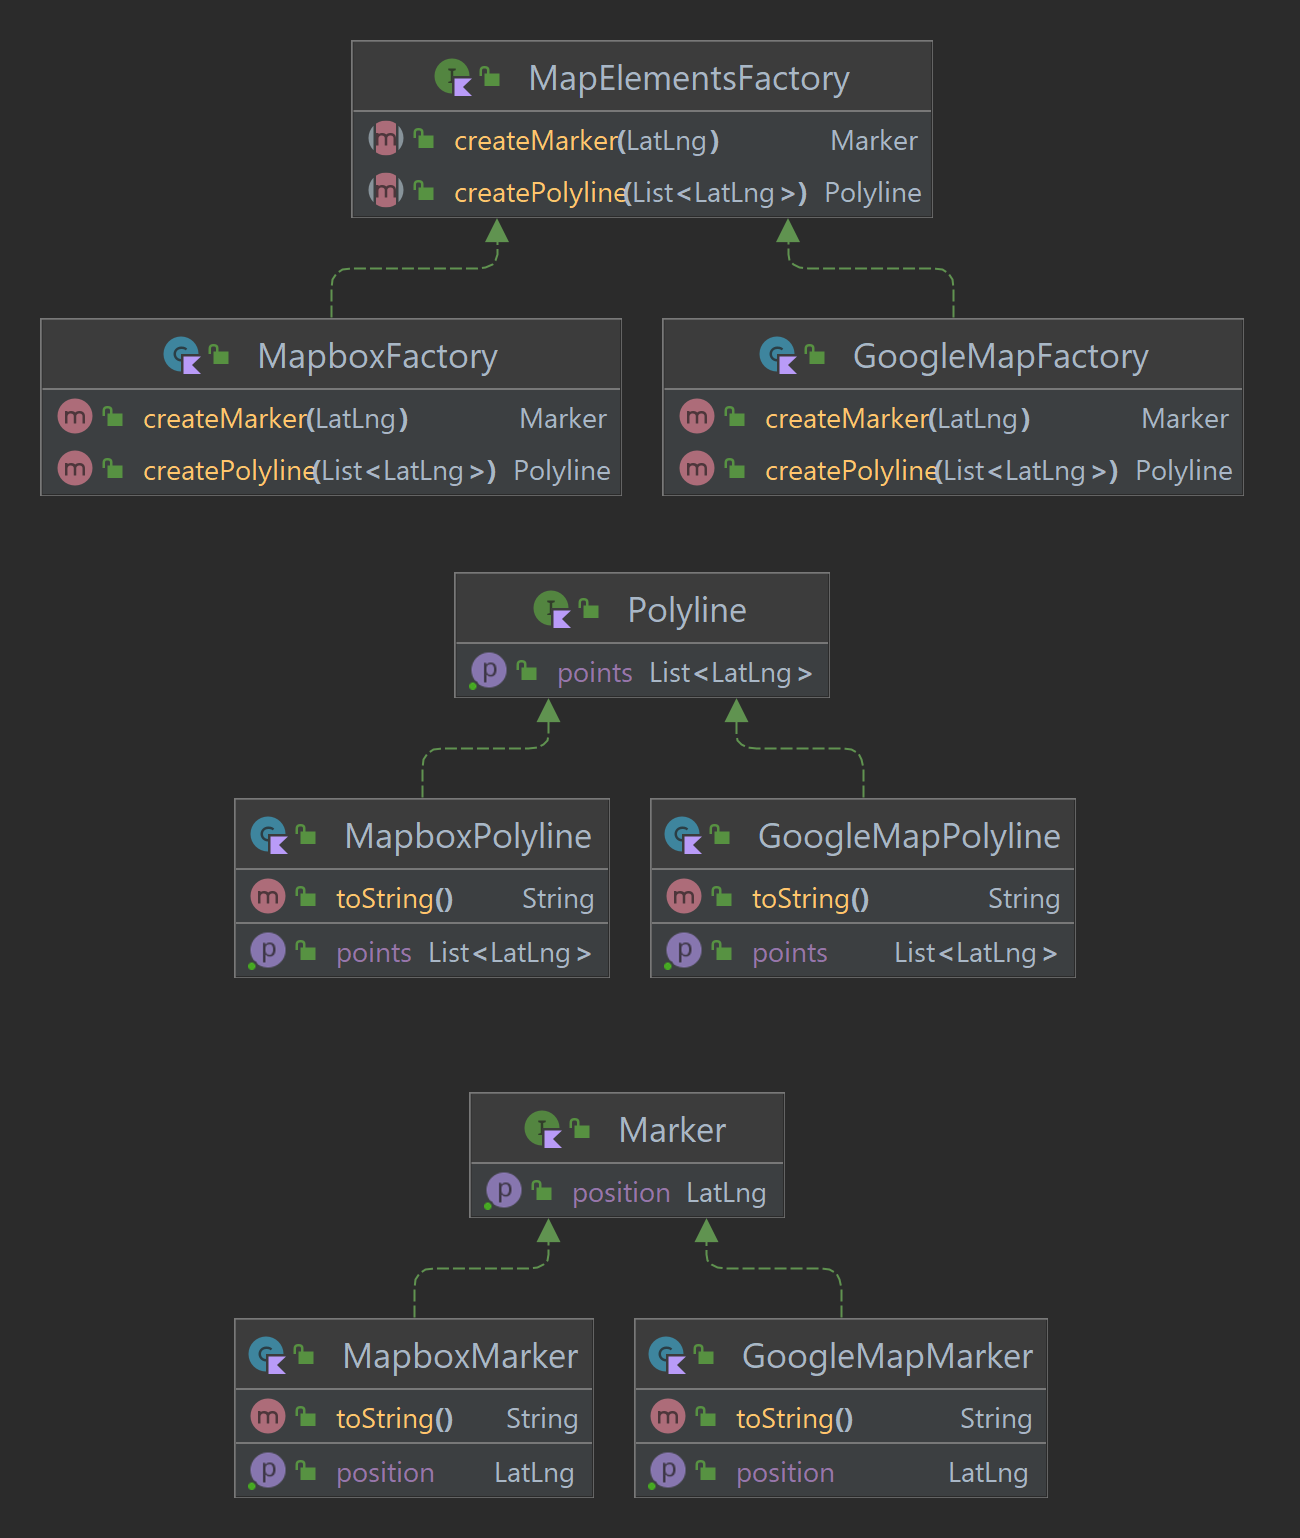 MapElementsFactory
createMarker(LatLng) Marker
createPolyline(List<LatLng>) Polyline
MapboxFactory
createMarker(LatLng) Marker
createPolyline(List<LatLng>) Polyline
GoogleMapFactory
createMarker(LatLng) Marker
createPolyline(List<LatLng>) Polyline
Polyline
points List<LatLng>
MapboxPolyline
toString() String
points List<LatLng>
GoogleMapPolyline
toString() String
points List<LatLng>
Marker
position LatLng
MapboxMarker
toString() String
position LatLng
GoogleMapMarker
toString() String
position LatLng